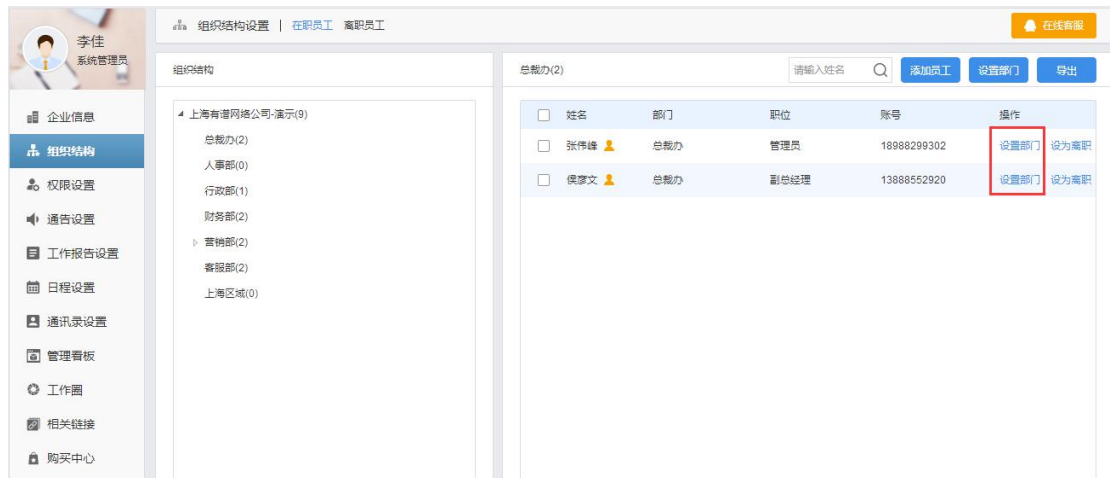 李佳
系统管理员
组织结构设置 | 在职员工 离职员工
在线客服
企业信息
组织结构
权限设置
通告设置
工作报告设置
日程设置
通讯录设置
管理看板
工作圈
相关链接
购买中心
组织结构
上海有谱网络公司-演示(9)
总裁办(2)
人事部(0)
行政部(1)
财务部(2)
营销部(2)
客服部(2)
上海区域(0)
总裁办(2) 请输入姓名 添加员工 设置部门 导出
姓名 部门 职位 账号 操作
张伟峰 总裁办 管理员 18988299302 设置部门 设为离职
侯彦文 总裁办 副总经理 13888552920 设置部门 设为离职